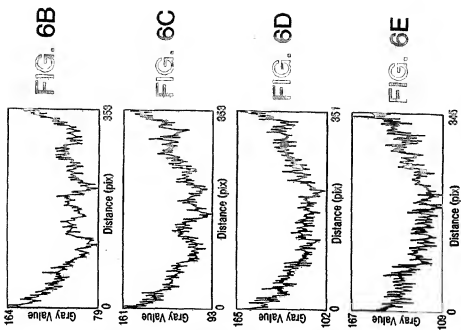 FIG. 6B
164
Gray Value
79
0
Distance (pix)
353
FIG. 6C
161
Gray Value
93
0
Distance (pix)
353
FIG. 6D
165
Gray Value
102
0
Distance (pix)
351
FIG. 6E
167
Gray Value
109
0
Distance (pix)
345